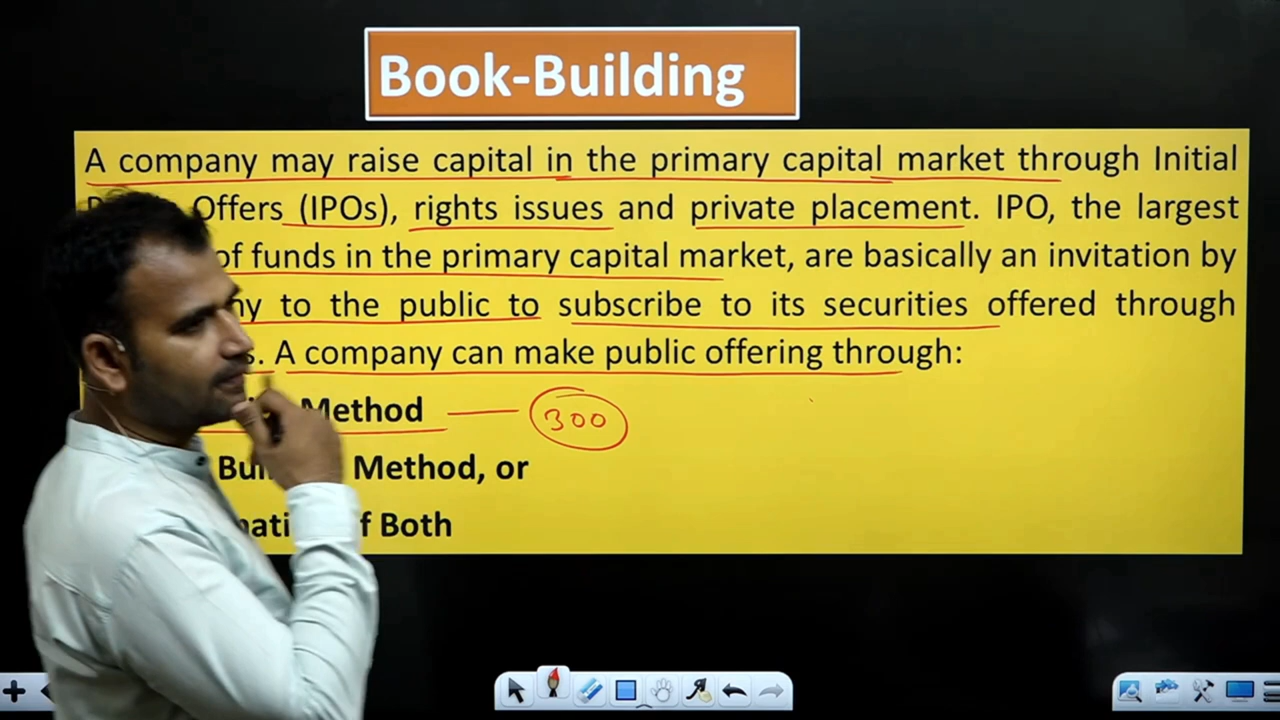 Book-Building
A company may raise capital in the primary capital market through Initial
Offers (IPOs), rights issues and private placement. IPO, the largest
of funds in the primary capital market, are basically an invitation by
to the public to subscribe to its securities offered through
A company can make public offering through:
Method 300
Method, or
Both